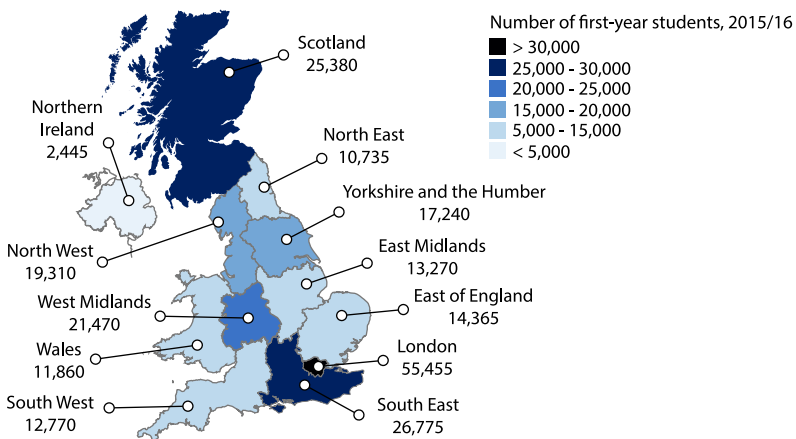 Number of first-year students, 2015/16
> 30,000
25,000 - 30,000
20,000 - 25,000
15,000 - 20,000
5,000 - 15,000
< 5,000
Scotland
25,380
Northern
Ireland
2,445
North East
10,735
Yorkshire and the Humber
17,240
North West
19,310
East Midlands
13,270
West Midlands
21,470
East of England
14,365
Wales
11,860
London
55,455
South West
12,770
South East
26,775